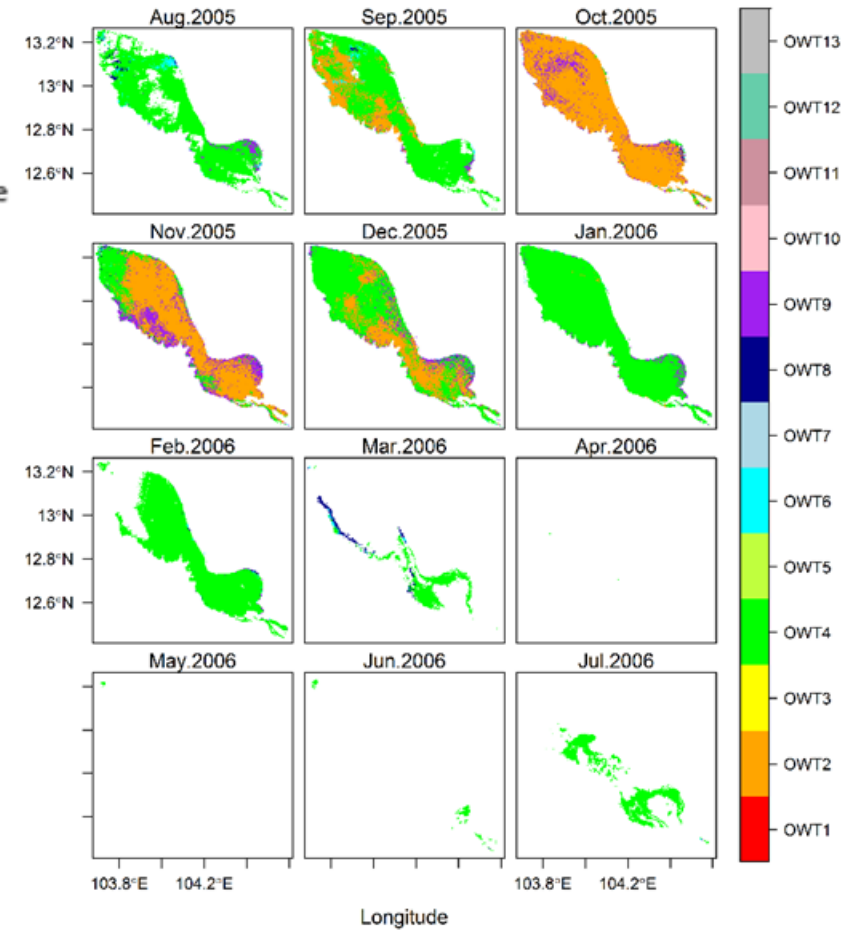 Aug.2005 Sep.2005 Oct.2005
13.2°N
13°N
12.8°N
12.6°N
Nov.2005 Dec.2005 Jan.2006
Feb.2006 Mar.2006 Apr.2006
13.2°N
13°N
12.8°N
12.6°N
May.2006 Jun.2006 Jul.2006
103.8°E 104.2°E 103.8°E 104.2°E
Longitude
OWT13
OWT12
OWT11
OWT10
OWT9
OWT8
OWT7
OWT6
OWT5
OWT4
OWT3
OWT2
OWT1